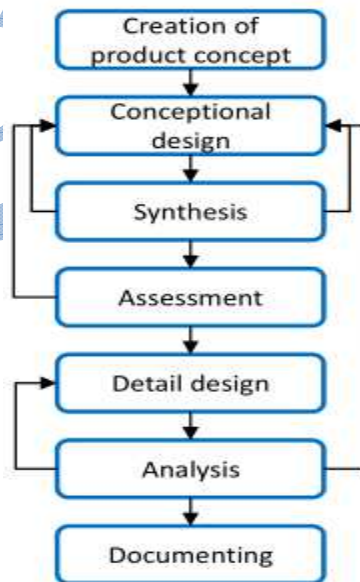 Creation of
product concept
Conceptional
design
Synthesis
Assessment
Detail design
Analysis
Documenting